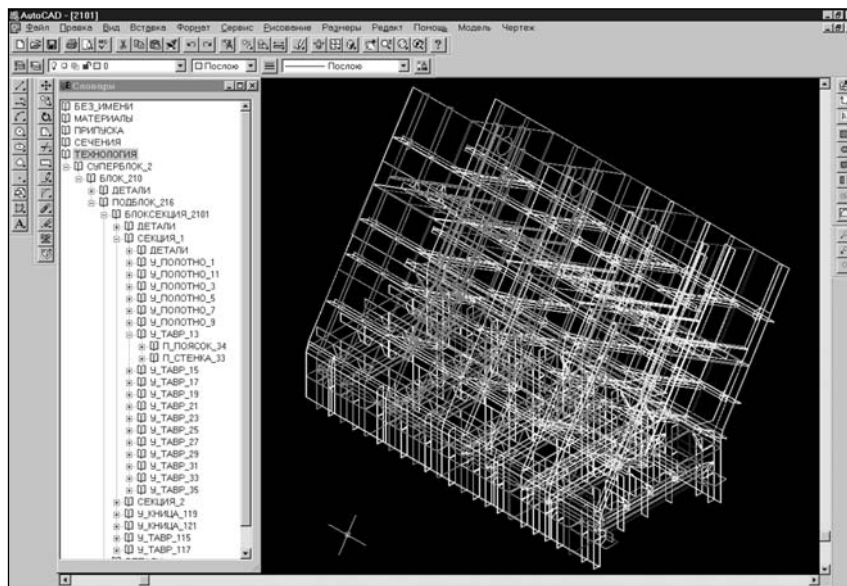 AutoCAD - [2101]
Файл Правка Вид Вставка Формат Сервис Рисование Размеры Редакт Помощь Модель Чертеж
0 Послою Послою
Словары
БЕЗ_ИМЕНИ
МАТЕРИАЛЫ
ПРИПУСКА
СЕЧЕНИЯ
ТЕХНОЛОГИЯ
СУПЕРБЛОК_2
БЛОК_210
ДЕТАЛИ
ПОДБЛОК_216
БЛОКСЕКЦИЯ_2101
ДЕТАЛИ
СЕКЦИЯ_1
ДЕТАЛИ
У_ПОЛОТНО_1
У_ПОЛОТНО_11
У_ПОЛОТНО_3
У_ПОЛОТНО_5
У_ПОЛОТНО_7
У_ПОЛОТНО_9
У_ТАВР_13
П_ПОЯСОК_34
П_СТЕНКА_33
У_ТАВР_15
У_ТАВР_17
У_ТАВР_19
У_ТАВР_21
У_ТАВР_23
У_ТАВР_25
У_ТАВР_27
У_ТАВР_29
У_ТАВР_31
У_ТАВР_33
У_ТАВР_35
СЕКЦИЯ_2
У_КНИЦА_119
У_КНИЦА_121
У_ТАВР_115
У_ТАВР_117